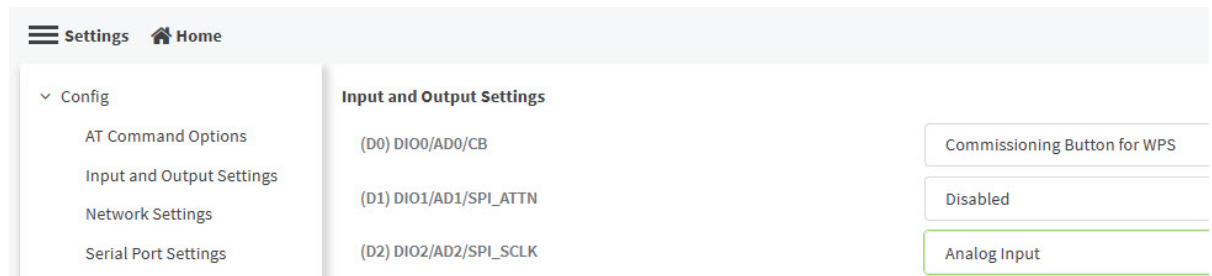 Settings Home
Config
AT Command Options
Input and Output Settings
Network Settings
Serial Port Settings
Input and Output Settings
(D0) DIO0/AD0/CB
Commissioning Button for WPS
(D1) DIO1/AD1/SPI_ATTN
Disabled
(D2) DIO2/AD2/SPI_SCLK
Analog Input